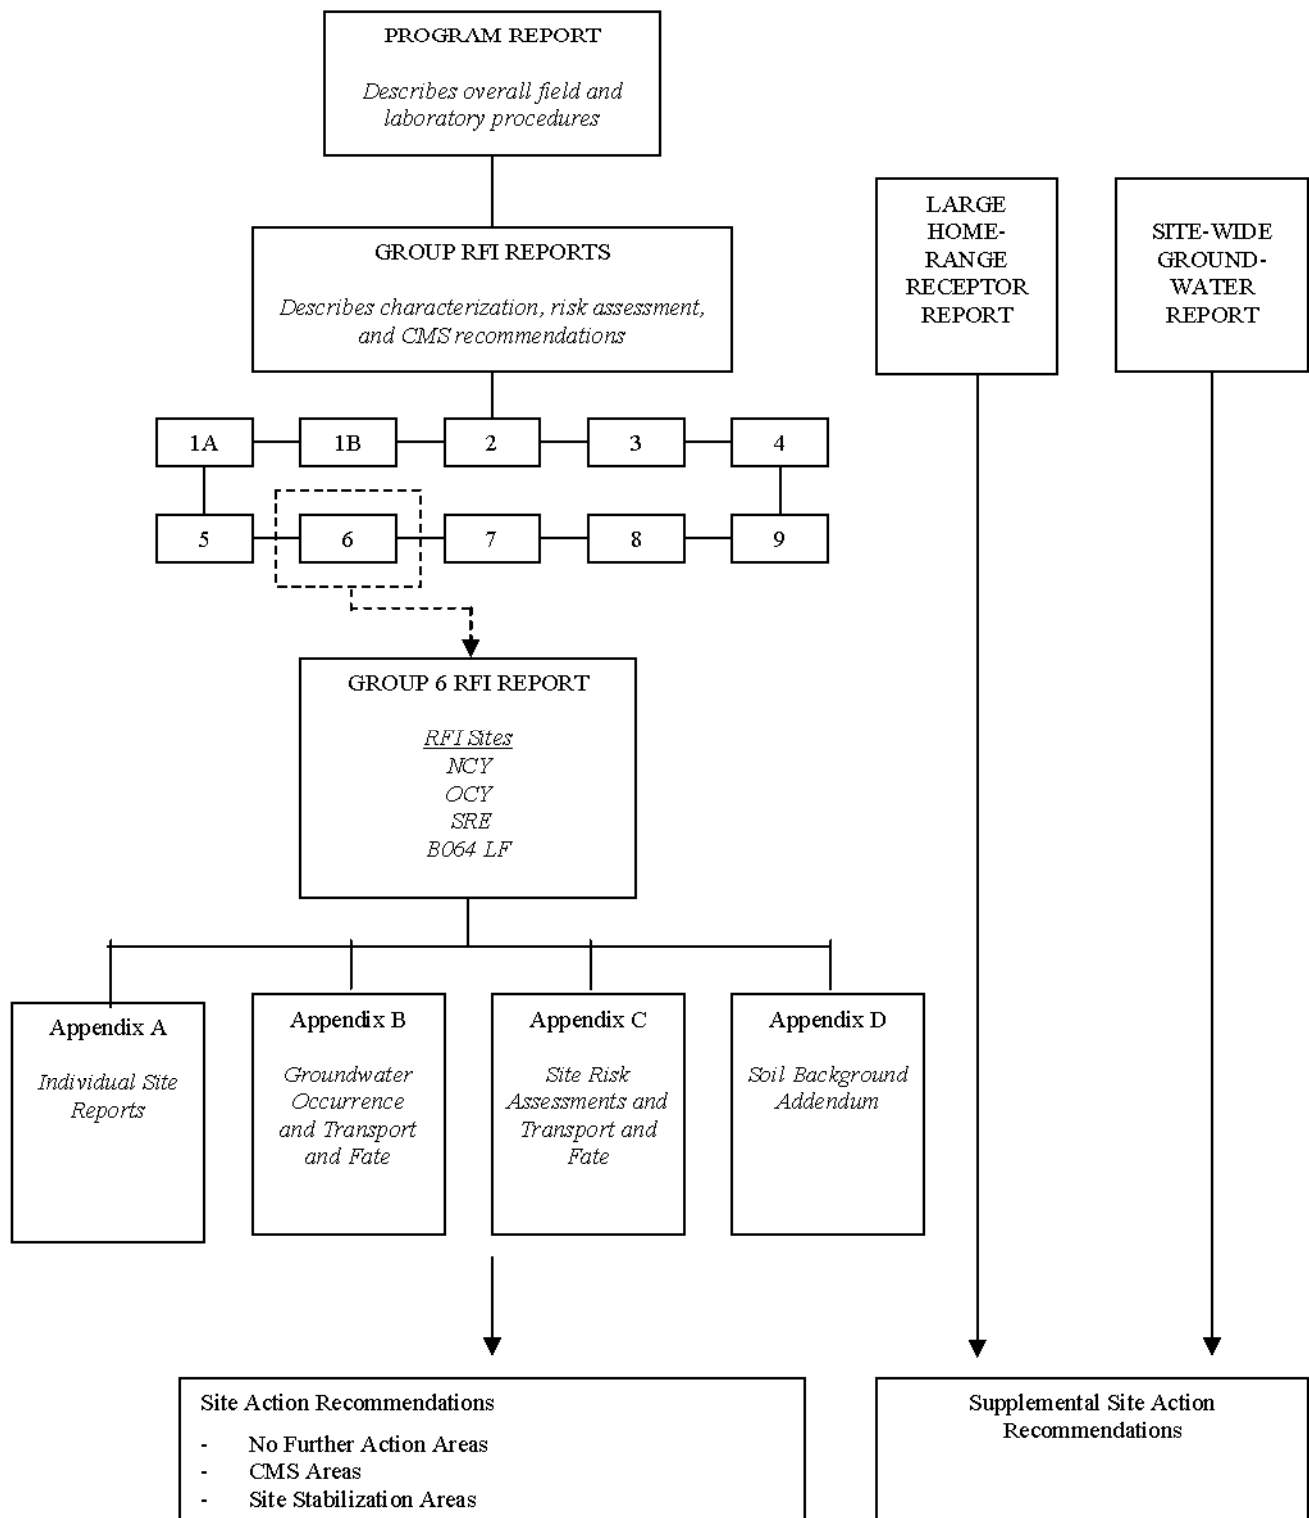 PROGRAM REPORT
Describes overall field and
laboratory procedures
GROUP RFI REPORTS
Describes characterization, risk assessment,
and CMS recommendations
LARGE
HOME-
RANGE
RECEPTOR
REPORT
SITE-WIDE
GROUND-
WATER
REPORT
1A
1B
2
3
4
5
6
7
8
9
GROUP 6 RFI REPORT
RFI Sites
NCY
OCY
SRE
B064 LF
Appendix A
Individual Site
Reports
Appendix B
Groundwater
Occurrence
and Transport
and Fate
Appendix C
Site Risk
Assessments and
Transport and
Fate
Appendix D
Soil Background
Addendum
Site Action Recommendations
- No Further Action Areas
- CMS Areas
- Site Stabilization Areas
Supplemental Site Action
Recommendations